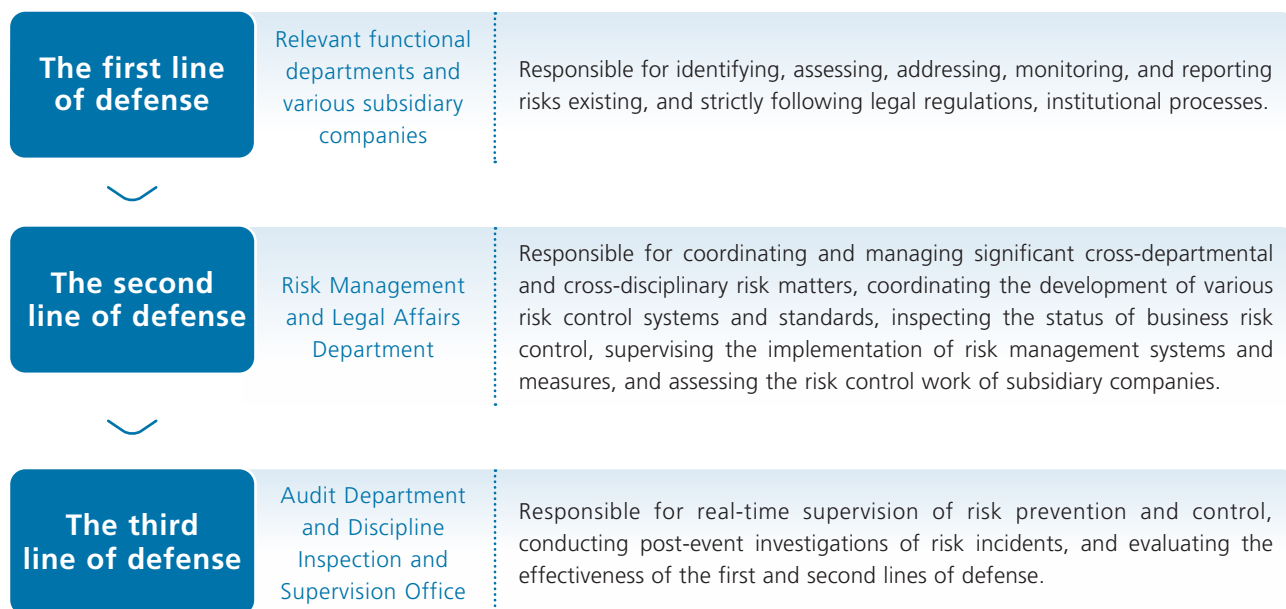 The first line
of defense
Relevant functional
departments and
various subsidiary
companies
Responsible for identifying, assessing, addressing, monitoring, and reporting
risks existing, and strictly following legal regulations, institutional processes.
The second
line of defense
Risk Management
and Legal Affairs
Department
Responsible for coordinating and managing significant cross-departmental
and cross-disciplinary risk matters, coordinating the development of various
risk control systems and standards, inspecting the status of business risk
control, supervising the implementation of risk management systems and
measures, and assessing the risk control work of subsidiary companies.
The third
line of defense
Audit Department
and Discipline
Inspection and
Supervision Office
Responsible for real-time supervision of risk prevention and control,
conducting post-event investigations of risk incidents, and evaluating the
effectiveness of the first and second lines of defense.